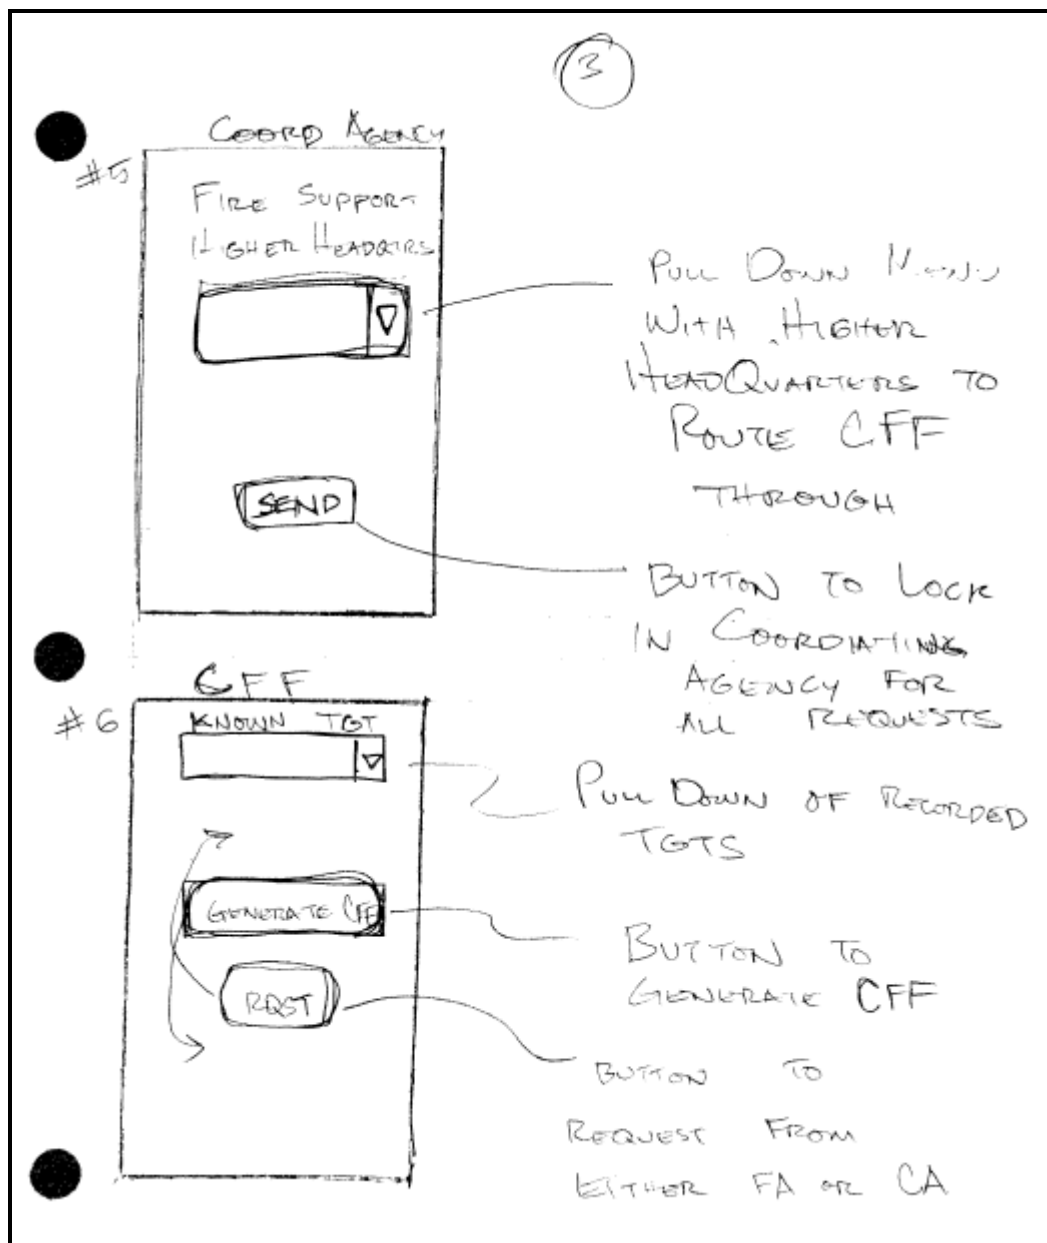 3
COORD AGENCY
#5
FIRE SUPPORT
HIGHER HEADQTRS
PULL DOWN MENU
WITH HIGHER
HEADQUARTERS TO
ROUTE CFF
THROUGH
SEND
BUTTON TO LOCK
IN COORDIATING
AGENCY FOR
ALL REQUESTS
CFF
#6
KNOWN TGT
PULL DOWN OF RECORDED
TGTS
GENERATE CFF
BUTTON TO
GENERATE CFF
RQST
BUTTON TO
REQUEST FROM
EITHER FA OR CA